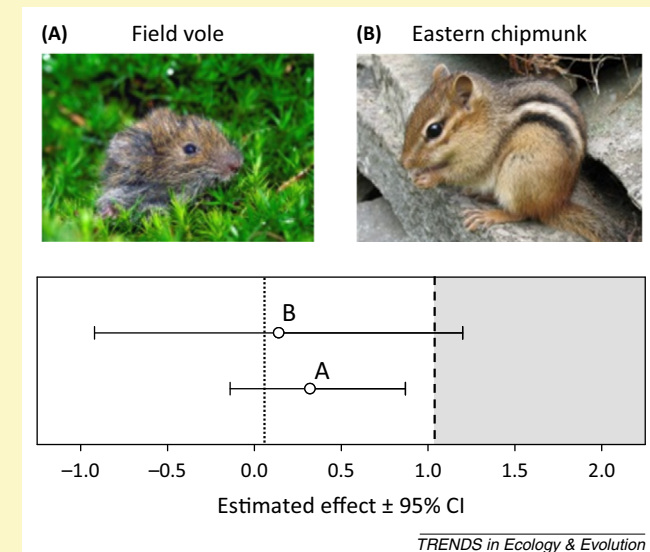 (A) Field vole
(B) Eastern chipmunk
B
A
–1.0 –0.5 0.0 0.5 1.0 1.5 2.0
Estimated effect ± 95% CI
TRENDS in Ecology & Evolution